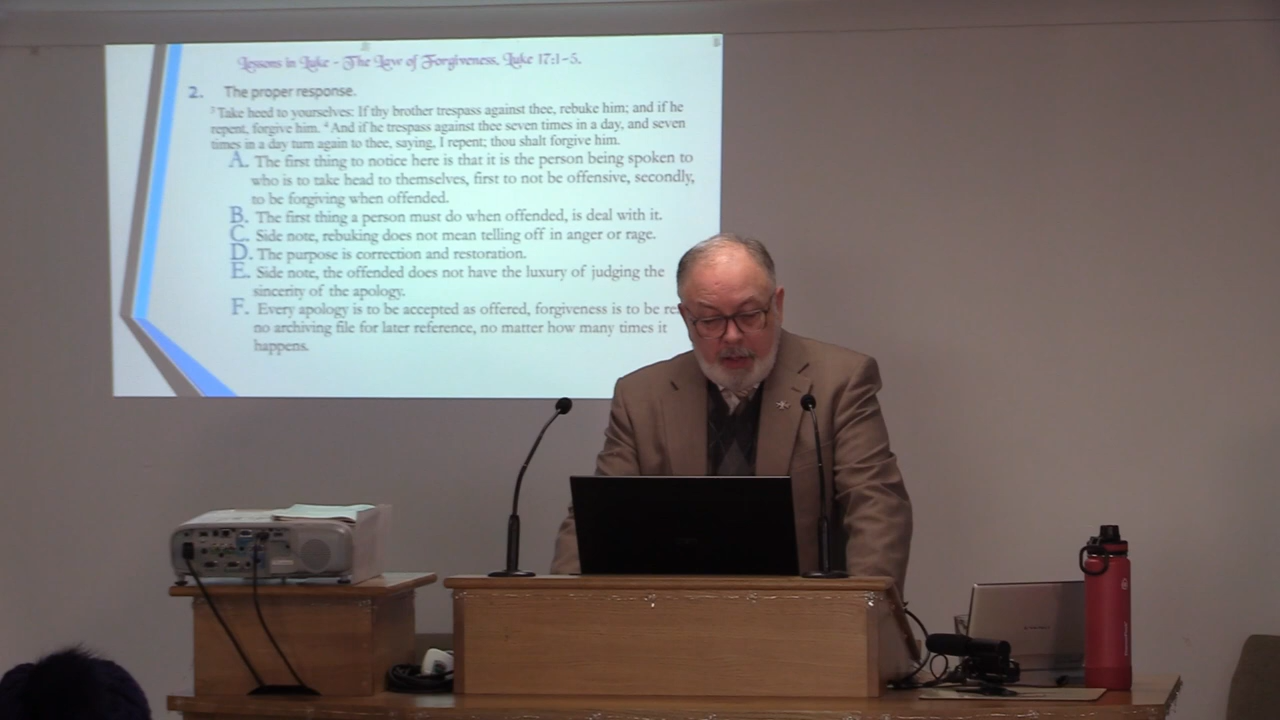 Lessons in Luke - The Law of Forgiveness, Luke 17:1-5.
2. The proper response.
3 Take heed to yourselves: If thy brother trespass against thee, rebuke him; and if he
repent, forgive him. 4 And if he trespass against thee seven times in a day, and seven
times in a day turn again to thee, saying, I repent; thou shalt forgive him.
A. The first thing to notice here is that it is the person being spoken to
who is to take head to themselves, first to not be offensive, secondly,
to be forgiving when offended.
B. The first thing a person must do when offended, is deal with it.
C. Side note, rebuking does not mean telling off in anger or rage.
D. The purpose is correction and restoration.
E. Side note, the offended does not have the luxury of judging the
sincerity of the apology.
F. Every apology is to be accepted as offered, forgiveness is to be
no archiving file for later reference, no matter how many times it
happens.